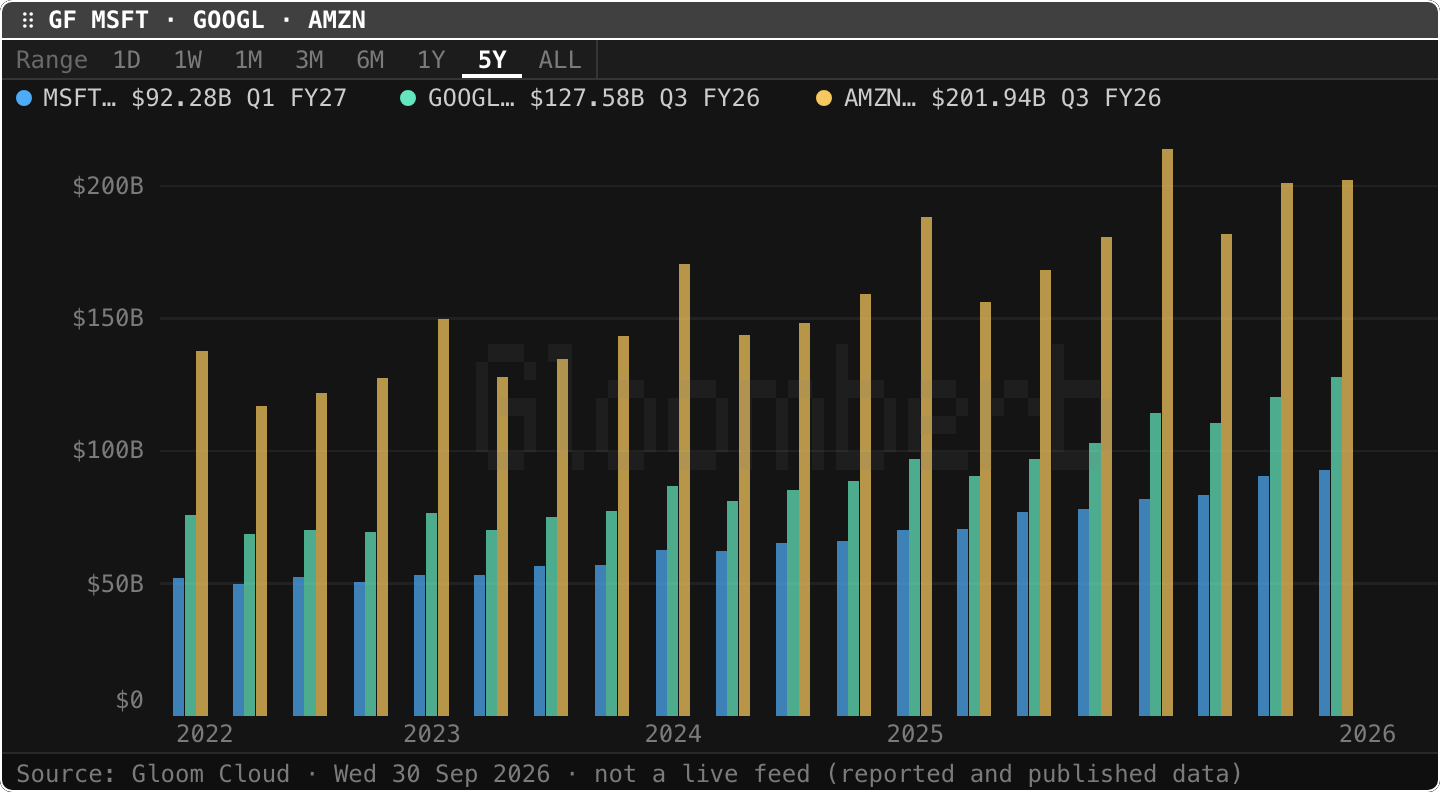 GF MSFT · GOOGL · AMZN
Range 1D 1W 1M 3M 6M 1Y 5Y ALL
MSFT… $92.28B Q1 FY27 GOOGL… $127.58B Q3 FY26 AMZN… $201.94B Q3 FY26
$200B
$150B
$100B
$50B
$0
Gloomberb
2022 2023 2024 2025 2026
Source: Gloom Cloud · Wed 30 Sep 2026 · not a live feed (reported and published data)